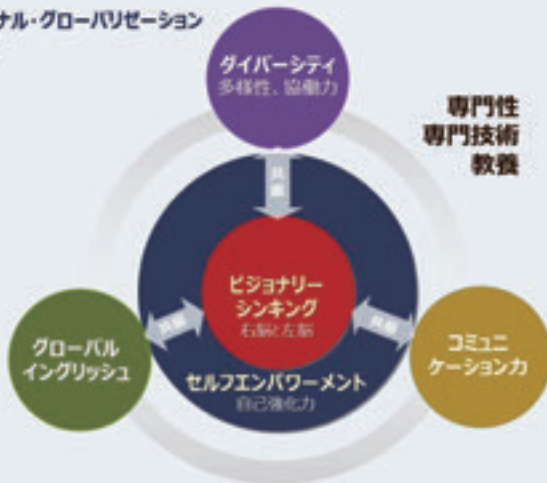 ナル・グローバリゼーション
ダイバーシティ
多様性、協働力
専門性
専門技術
教養
ビジョナリー
シンキング
右脳と左脳
グローバル
イングリッシュ
コミュニ
ケーション力
セルフエンパワーメント
自己強化力